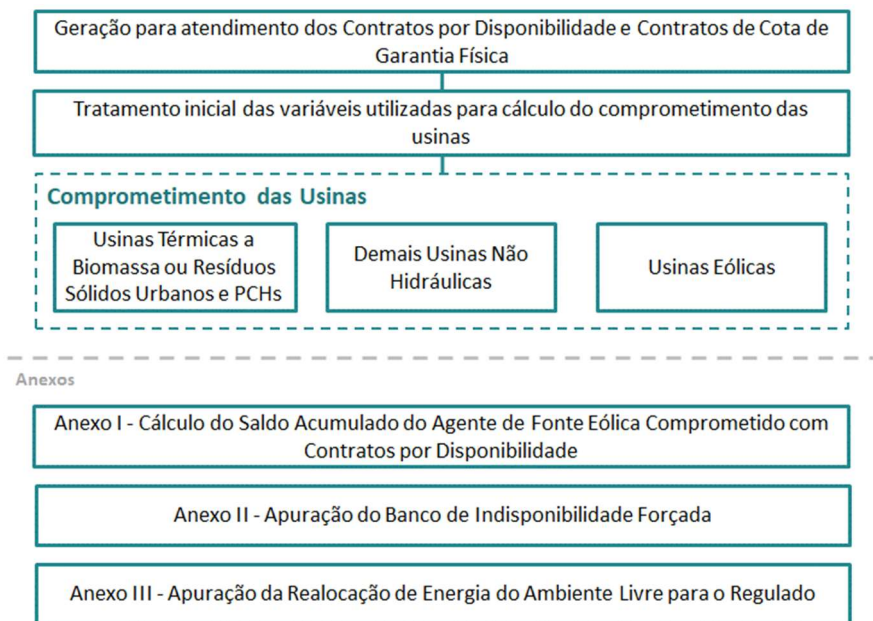 Geração para atendimento dos Contratos por Disponibilidade e Contratos de Cota de
Garantia Física
Tratamento inicial das variáveis utilizadas para cálculo do comprometimento das
usinas
Comprometimento das Usinas
Usinas Térmicas a
Biomassa ou Resíduos
Sólidos Urbanos e PCHs
Demais Usinas Não
Hidráulicas
Usinas Eólicas
Anexos
Anexo I - Cálculo do Saldo Acumulado do Agente de Fonte Eólica Comprometido com
Contratos por Disponibilidade
Anexo II - Apuração do Banco de Indisponibilidade Forçada
Anexo III - Apuração da Realocação de Energia do Ambiente Livre para o Regulado